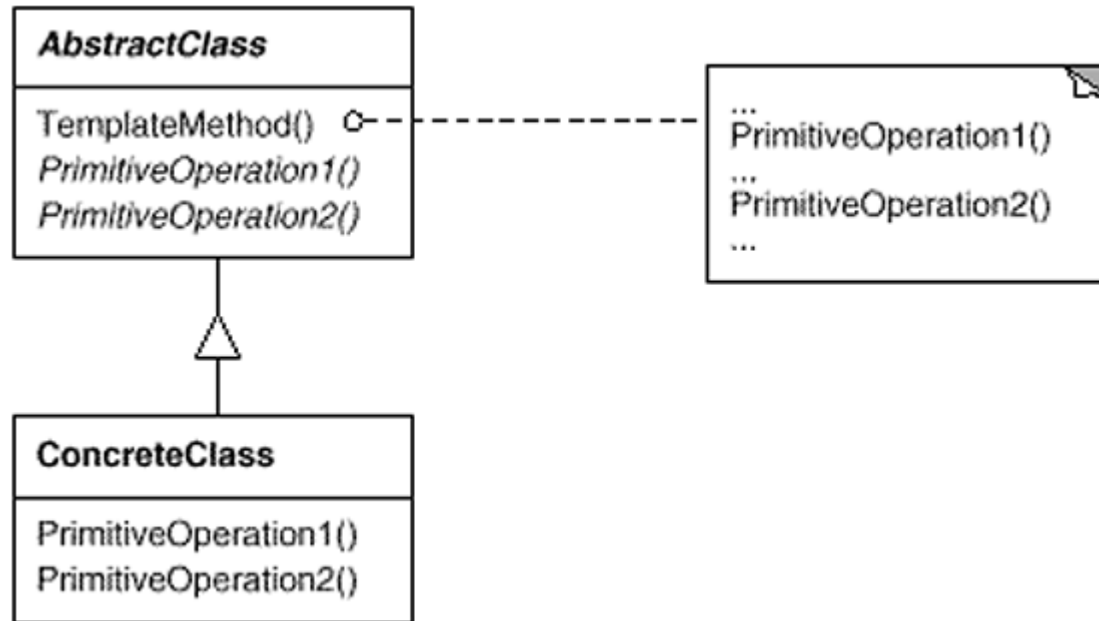 AbstractClass
TemplateMethod()
PrimitiveOperation1()
PrimitiveOperation2()
...
PrimitiveOperation1()
...
PrimitiveOperation2()
...
ConcreteClass
PrimitiveOperation1()
PrimitiveOperation2()